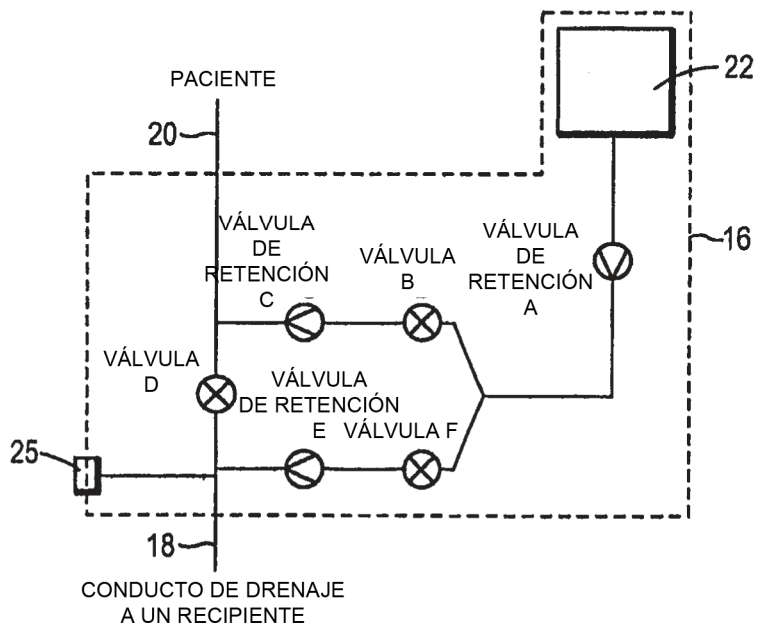 22
PACIENTE
20
VÁLVULA
DE
RETENCIÓN
C
VÁLVULA
B
VÁLVULA
DE
RETENCIÓN
A
16
VÁLVULA
D
VÁLVULA
DE RETENCIÓN
E
VÁLVULA F
25
18
CONDUCTO DE DRENAJE
A UN RECIPIENTE